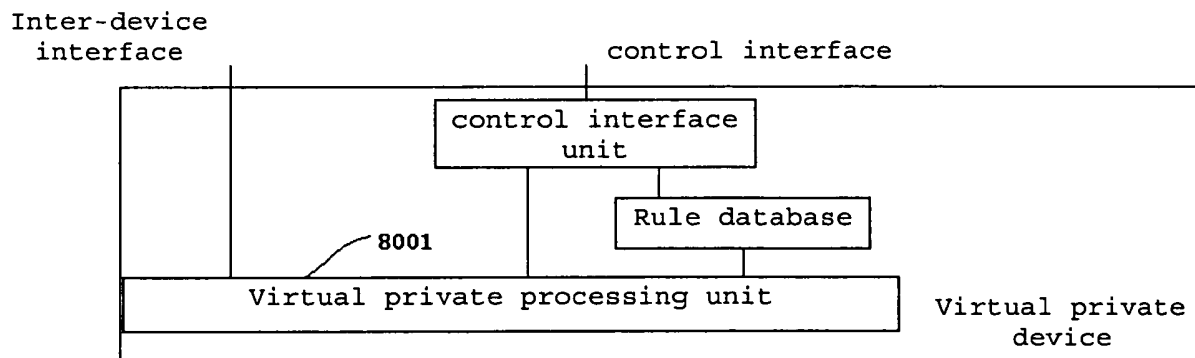 Inter-device
interface
control interface
control interface
unit
Rule database
8001
Virtual private processing unit
Virtual private
device